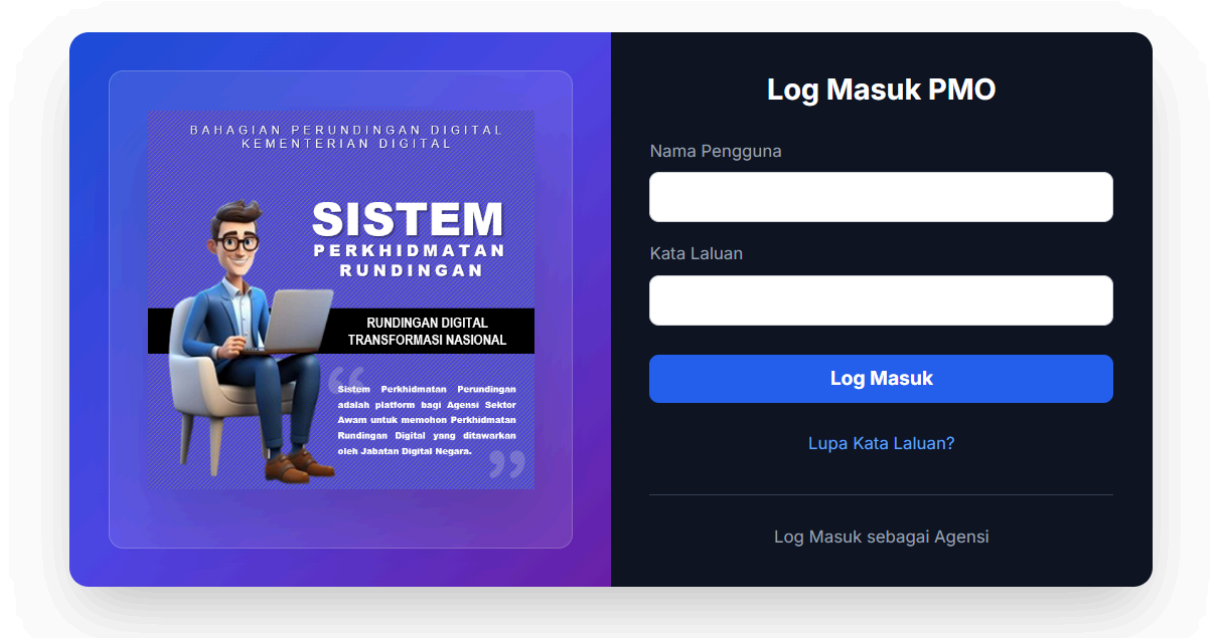 BAHAGIAN PERUNDINGAN DIGITAL
KEMENTERIAN DIGITAL
SISTEM
PERKHIDMATAN
RUNDINGAN
RUNDINGAN DIGITAL
TRANSFORMASI NASIONAL
“
Sistem Perkhidmatan Perundingan
adalah platform bagi Agensi Sektor
Awam untuk memohon Perkhidmatan
Rundingan Digital yang ditawarkan
oleh Jabatan Digital Negara.
”
Log Masuk PMO
Nama Pengguna
Kata Laluan
Log Masuk
Lupa Kata Laluan?
Log Masuk sebagai Agensi